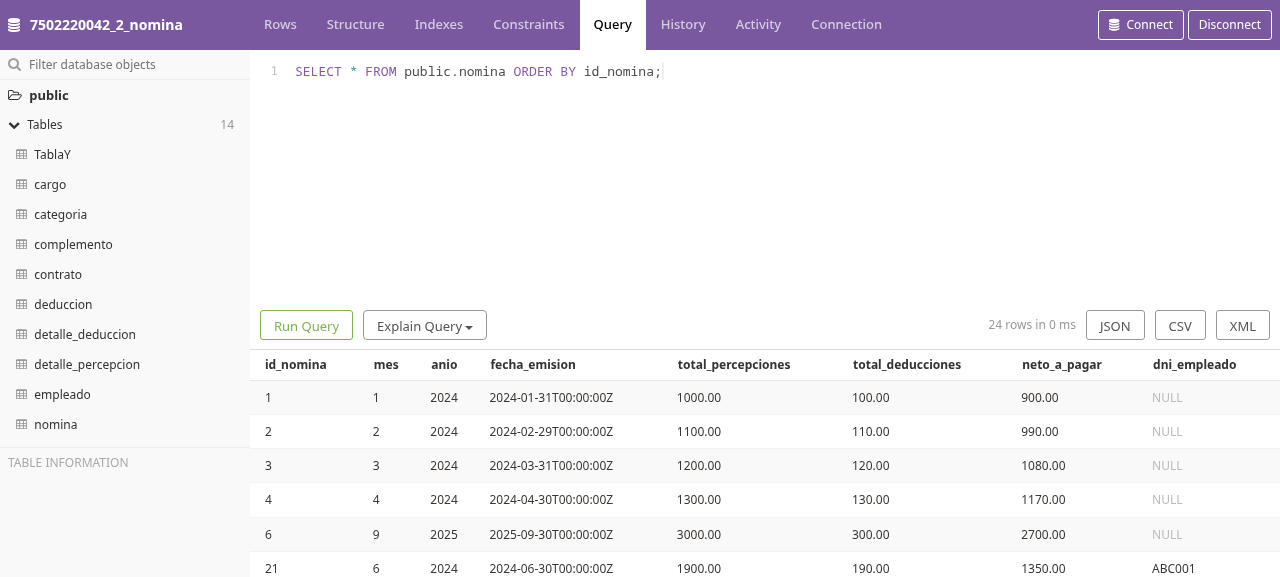 7502220042_2_nomina
Rows Structure Indexes Constraints Query History Activity Connection
Connect Disconnect
Filter database objects
public
Tables 14
TablaY
cargo
categoria
complemento
contrato
deduccion
detalle_deduccion
detalle_percepcion
empleado
nomina
TABLE INFORMATION
1 SELECT * FROM public.nomina ORDER BY id_nomina;
Run Query Explain Query 24 rows in 0 ms JSON CSV XML
id_nomina mes anio fecha_emision total_percepciones total_deducciones neto_a_pagar dni_empleado
1 1 2024 2024-01-31T00:00:00Z 1000.00 100.00 900.00 NULL
2 2 2024 2024-02-29T00:00:00Z 1100.00 110.00 990.00 NULL
3 3 2024 2024-03-31T00:00:00Z 1200.00 120.00 1080.00 NULL
4 4 2024 2024-04-30T00:00:00Z 1300.00 130.00 1170.00 NULL
6 9 2025 2025-09-30T00:00:00Z 3000.00 300.00 2700.00 NULL
21 6 2024 2024-06-30T00:00:00Z 1900.00 190.00 1350.00 ABC001